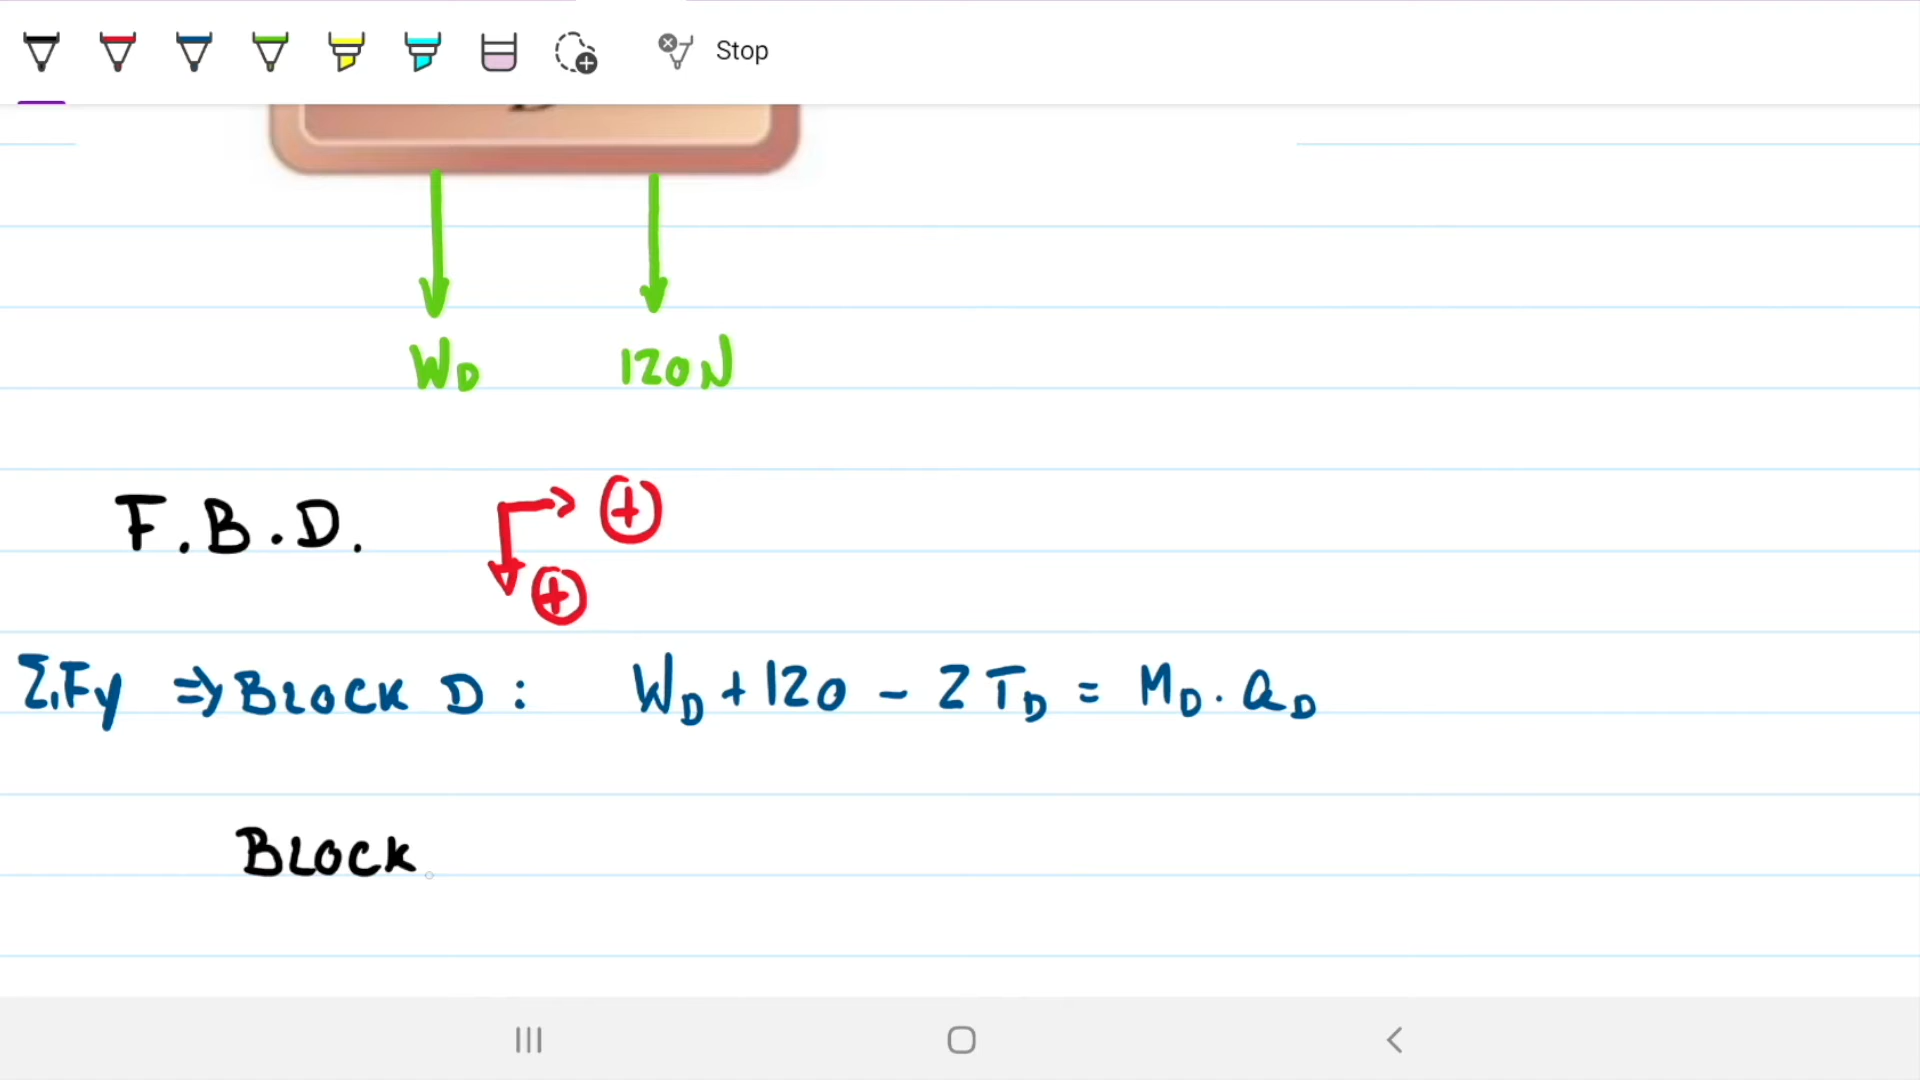 Stop
W_D 120N
F.B.D. → (+)
(+)
ΣFy ⇒ BLOCK D : W_D + 120 - 2T_D = M_D · a_D
BLOCK